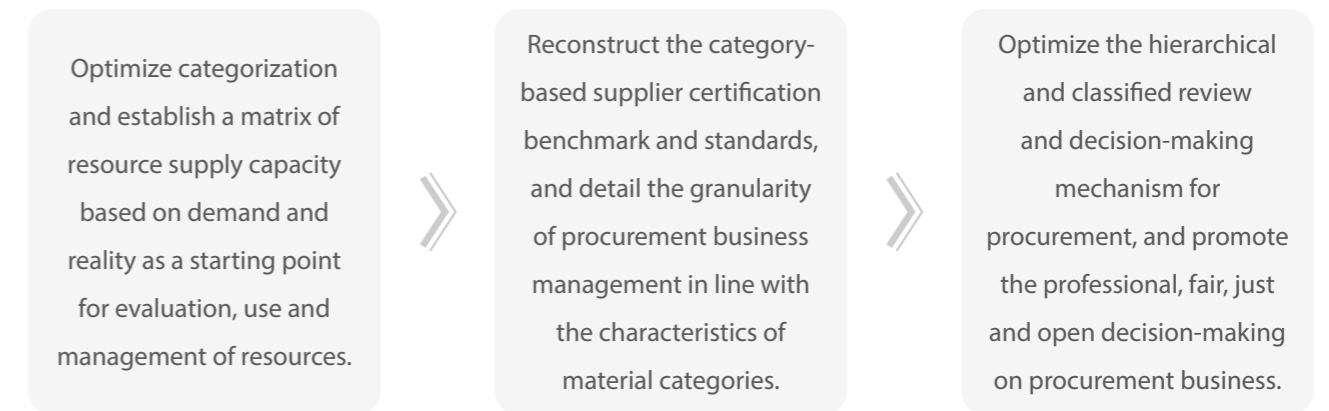 Optimize categorization
and establish a matrix of
resource supply capacity
based on demand and
reality as a starting point
for evaluation, use and
management of resources.
Reconstruct the category-
based supplier certification
benchmark and standards,
and detail the granularity
of procurement business
management in line with
the characteristics of
material categories.
Optimize the hierarchical
and classified review
and decision-making
mechanism for
procurement, and promote
the professional, fair, just
and open decision-making
on procurement business.